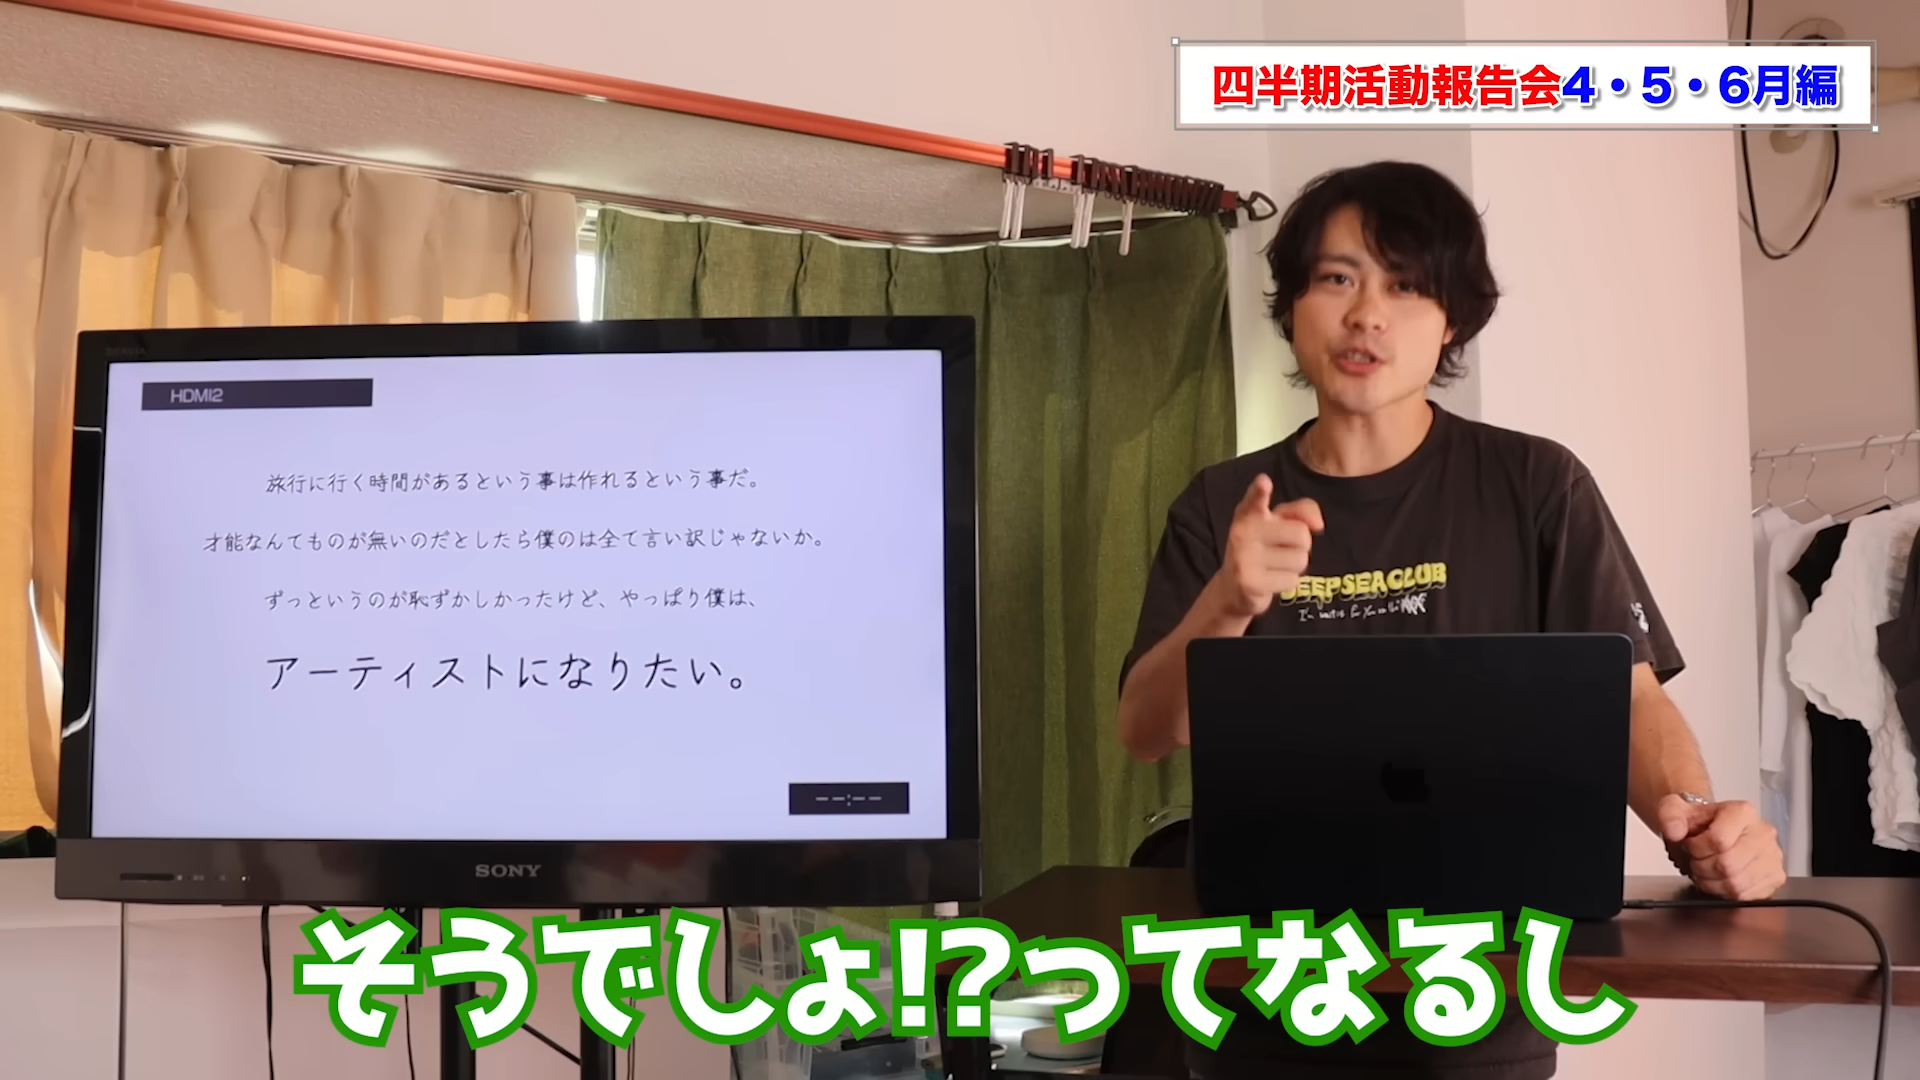 四半期活動報告会4・5・6月編
HDMI2
旅行に行く時間があるという事は作れるという事だ。
才能なんてものが無いのだとしたら僕のは全て言い訳じゃないか。
ずっというのが恥ずかしかったけど、やっぱり僕は、
アーティストになりたい。
--:--
SONY
DEEPSEACLUB
そうでしょ!?ってなるし